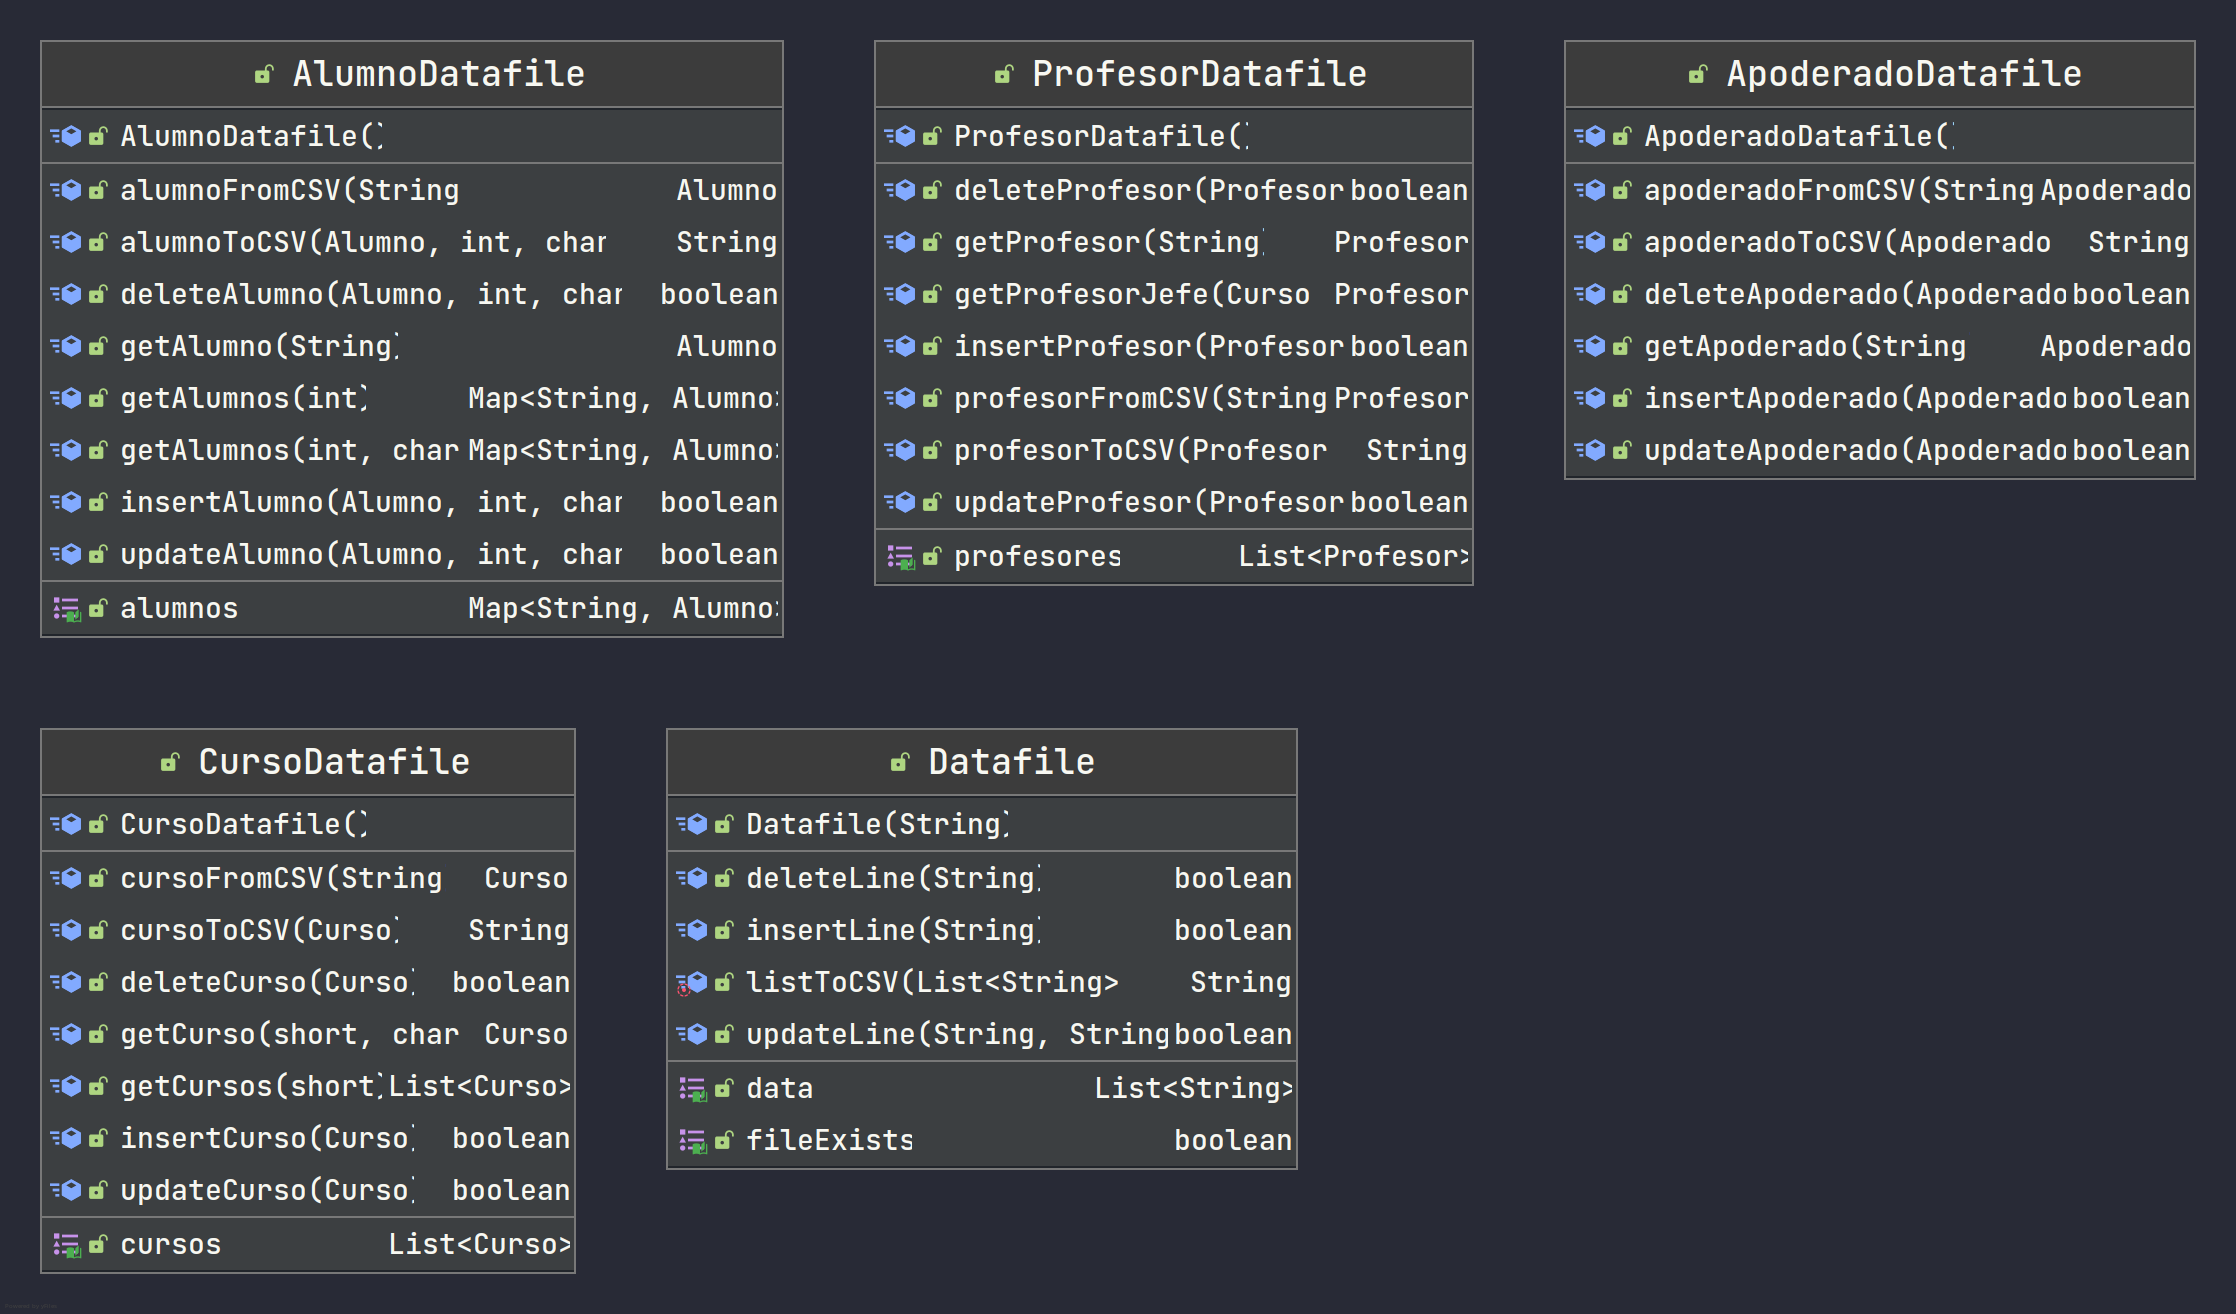 AlumnoDatafile
AlumnoDatafile()
alumnoFromCSV(String Alumno
alumnoToCSV(Alumno, int, char String
deleteAlumno(Alumno, int, char boolean
getAlumno(String) Alumno
getAlumnos(int) Map<String, Alumno>
getAlumnos(int, char Map<String, Alumno>
insertAlumno(Alumno, int, char boolean
updateAlumno(Alumno, int, char boolean
alumnos Map<String, Alumno>
ProfesorDatafile
ProfesorDatafile()
deleteProfesor(Profesor boolean
getProfesor(String) Profesor
getProfesorJefe(Curso Profesor
insertProfesor(Profesor boolean
profesorFromCSV(String Profesor
profesorToCSV(Profesor String
updateProfesor(Profesor boolean
profesores List<Profesor>
ApoderadoDatafile
ApoderadoDatafile()
apoderadoFromCSV(String Apoderado
apoderadoToCSV(Apoderado String
deleteApoderado(Apoderado boolean
getApoderado(String Apoderado
insertApoderado(Apoderado boolean
updateApoderado(Apoderado boolean
CursoDatafile
CursoDatafile()
cursoFromCSV(String Curso
cursoToCSV(Curso) String
deleteCurso(Curso) boolean
getCurso(short, char Curso
getCursos(short) List<Curso>
insertCurso(Curso) boolean
updateCurso(Curso) boolean
cursos List<Curso>
Datafile
Datafile(String)
deleteLine(String) boolean
insertLine(String) boolean
listToCSV(List<String> String
updateLine(String, String boolean
data List<String>
fileExists boolean